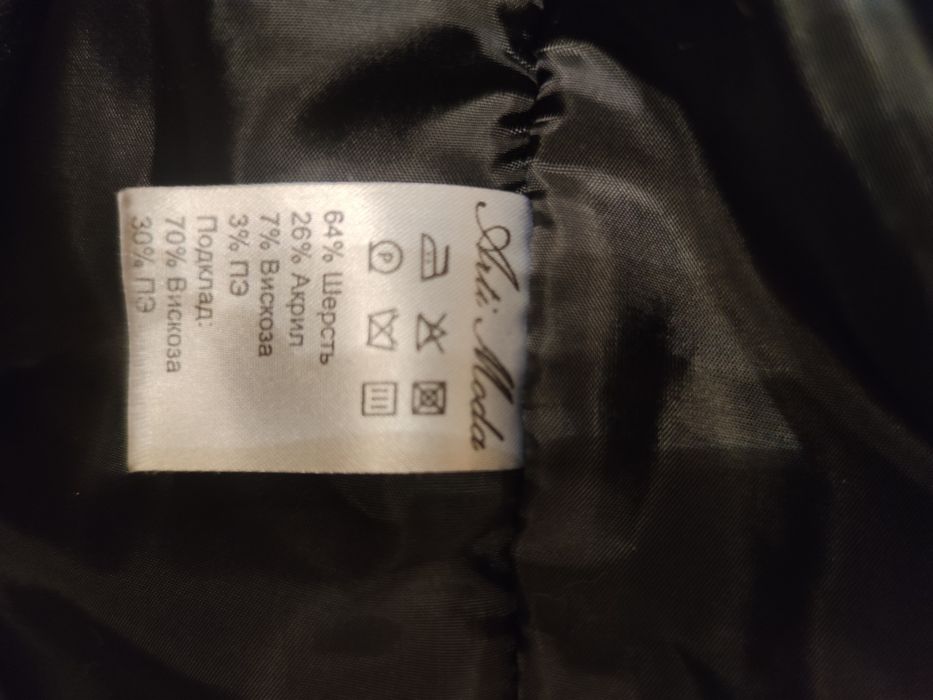 Arti Moda
P
64% Шерсть
26% Акрил
7% Вискоза
3% ПЭ
Подклад:
70% Вискоза
30% ПЭ